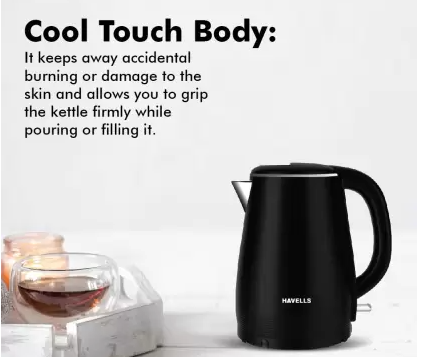 Cool Touch Body:
It keeps away accidental
burning or damage to the
skin and allows you to grip
the kettle firmly while
pouring or filling it.
HAVELLS